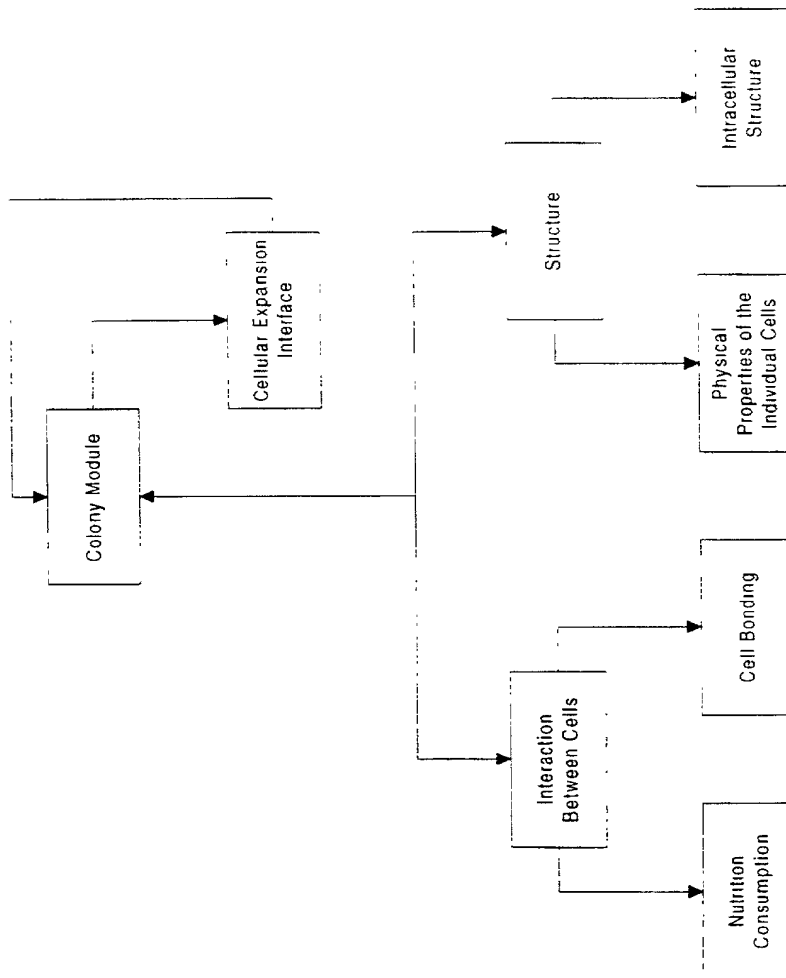 Colony Module
Cellular Expansion
Interface
Interaction
Between Cells
Structure
Nutrition
Consumption
Cell Bonding
Physical
Properties of the
Individual Cells
Intracellular
Structure